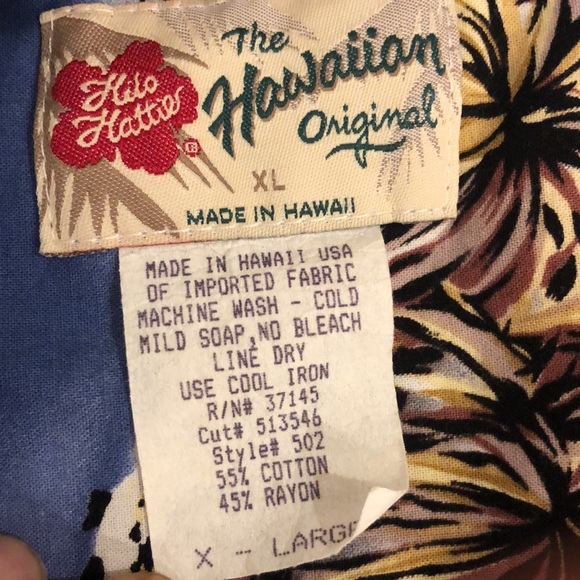 Hilo
Hattie
®
The
Hawaiian
Original
XL
MADE IN HAWAII
MADE IN HAWAII USA
OF IMPORTED FABRIC
MACHINE WASH - COLD
MILD SOAP, NO BLEACH
LINE DRY
USE COOL IRON
R/N# 37145
Cut# 513546
Style# 502
55% COTTON
45% RAYON
X - LARGE